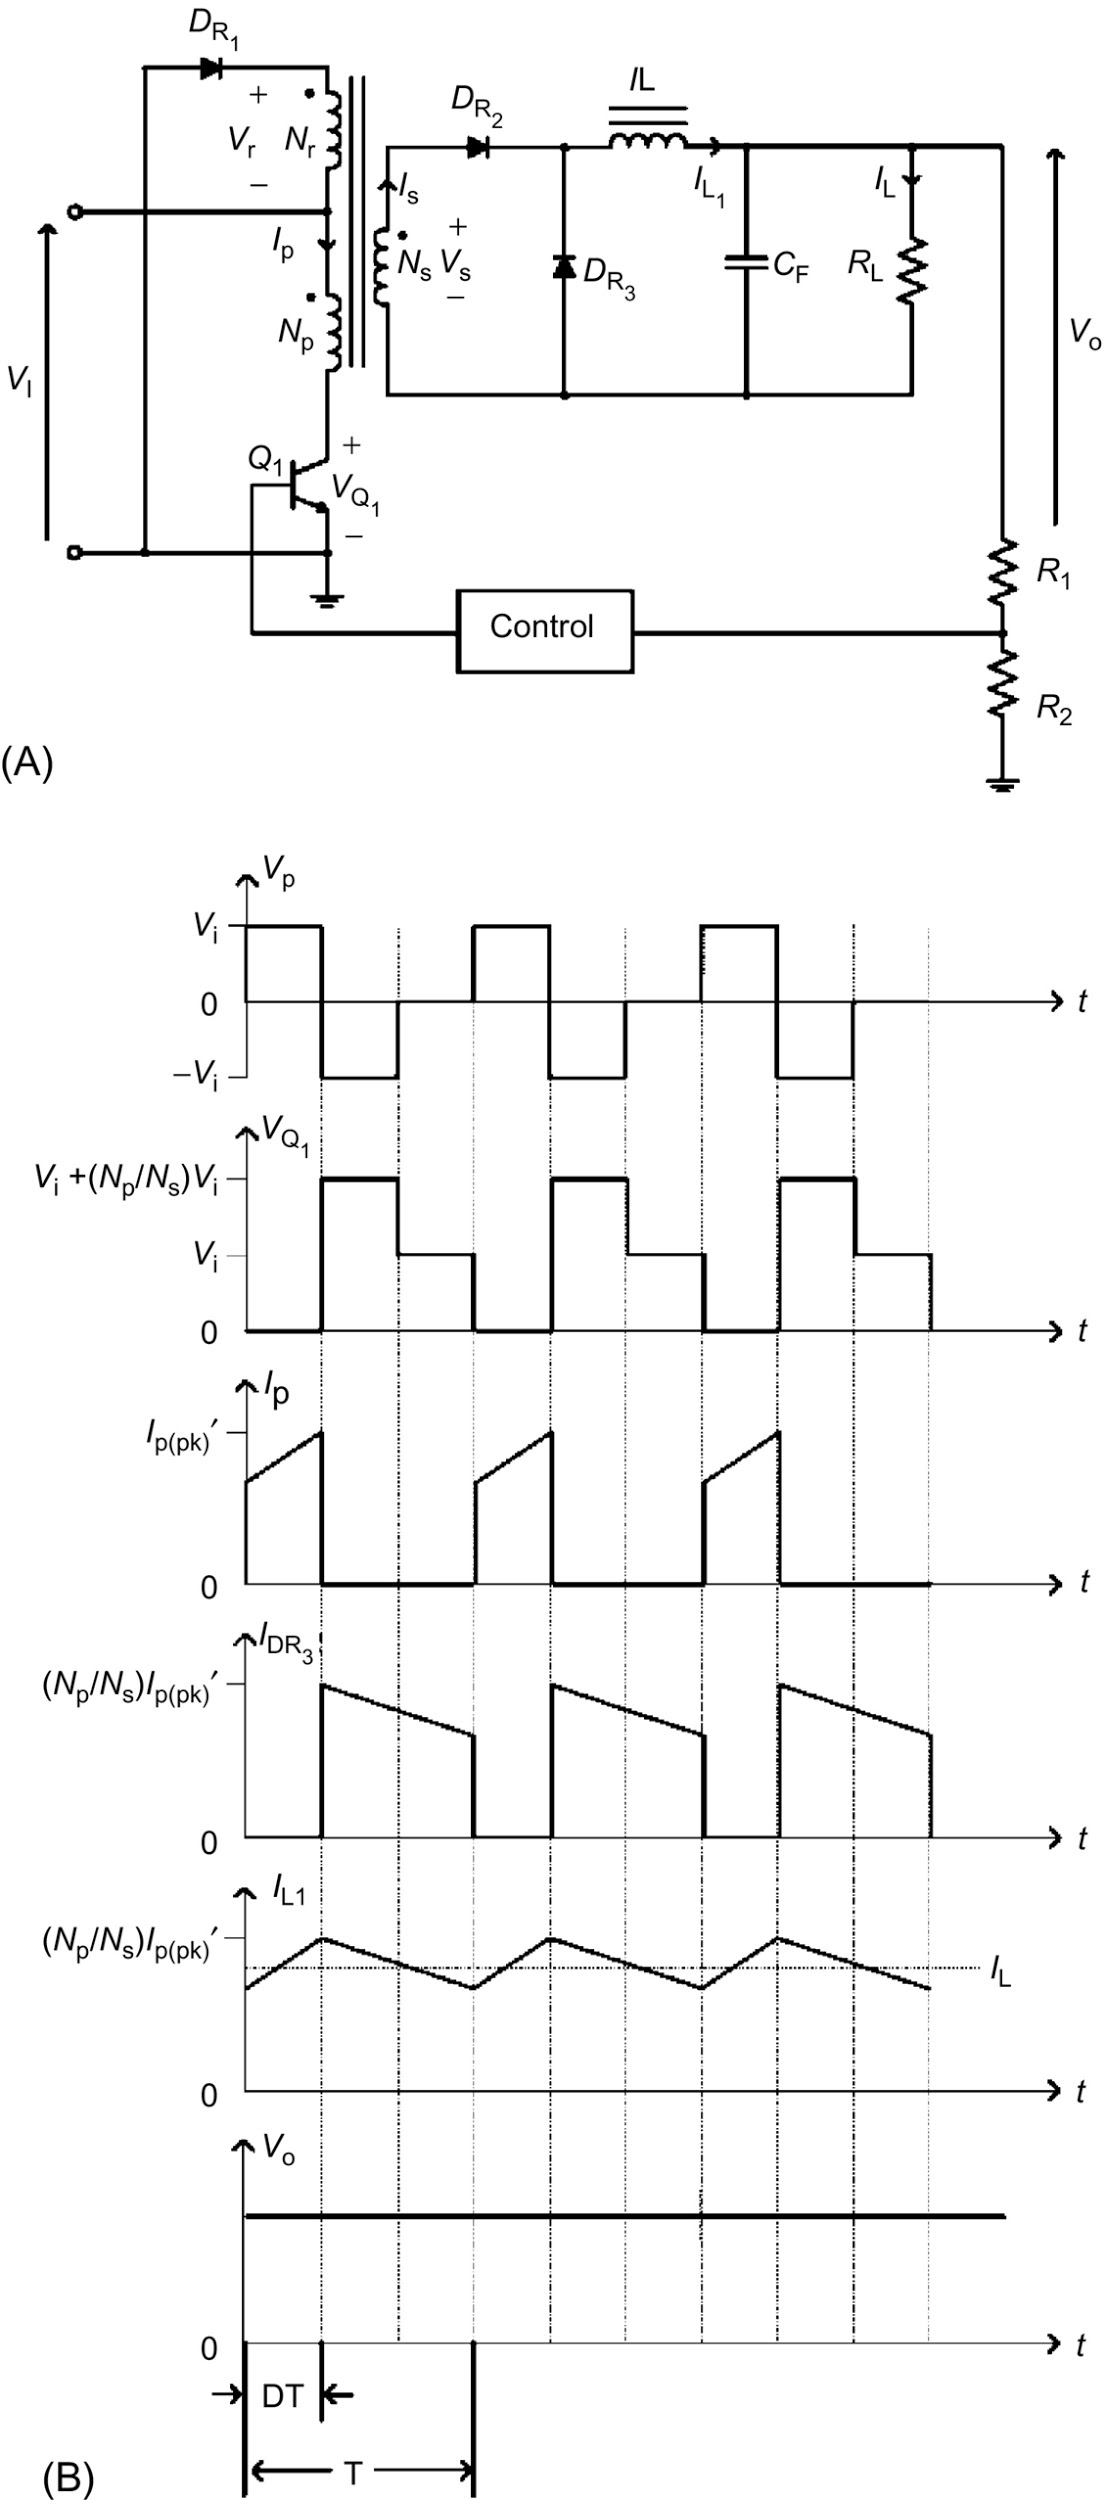 DR1
+
Vr Nr
−
DR2
lL
Is
IL1
IL
Ip
Ns
+
Vs
−
DR3
CF
RL
Np
VI
Vo
Q1
+
VQ1
−
R1
Control
R2
(A)
Vp
Vi
0
t
−Vi
VQ1
Vi +(Np/Ns)Vi
Vi
0
t
Ip
Ip(pk)′
0
t
IDR3
(Np/Ns)Ip(pk)′
0
t
IL1
(Np/Ns)Ip(pk)′
IL
0
t
Vo
0
t
DT
T
(B)